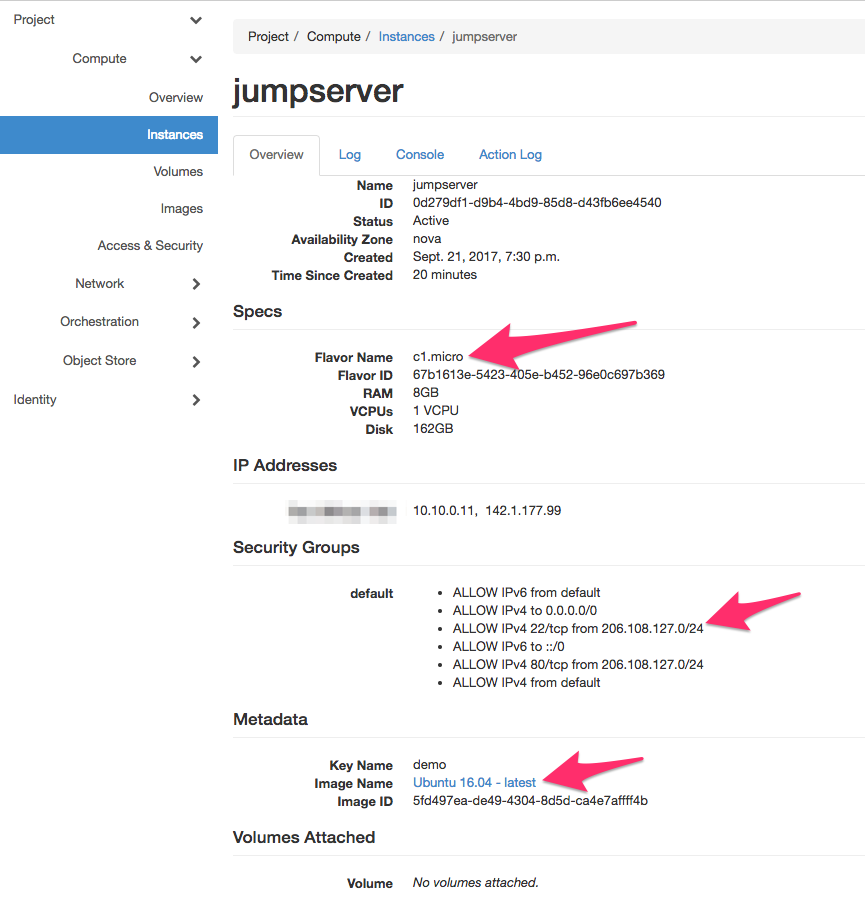 Project
Compute
Overview
Instances
Volumes
Images
Access & Security
Network
Orchestration
Object Store
Identity
Project / Compute / Instances / jumpserver
jumpserver
Overview Log Console Action Log
Name jumpserver
ID 0d279df1-d9b4-4bd9-85d8-d43fb6ee4540
Status Active
Availability Zone nova
Created Sept. 21, 2017, 7:30 p.m.
Time Since Created 20 minutes
Specs
Flavor Name c1.micro
Flavor ID 67b1613e-5423-405e-b452-96e0c697b369
RAM 8GB
VCPUs 1 VCPU
Disk 162GB
IP Addresses
10.10.0.11, 142.1.177.99
Security Groups
default
ALLOW IPv6 from default
ALLOW IPv4 to 0.0.0.0/0
ALLOW IPv4 22/tcp from 206.108.127.0/24
ALLOW IPv6 to ::/0
ALLOW IPv4 80/tcp from 206.108.127.0/24
ALLOW IPv4 from default
Metadata
Key Name demo
Image Name Ubuntu 16.04 - latest
Image ID 5fd497ea-de49-4304-8d5d-ca4e7affff4b
Volumes Attached
Volume No volumes attached.